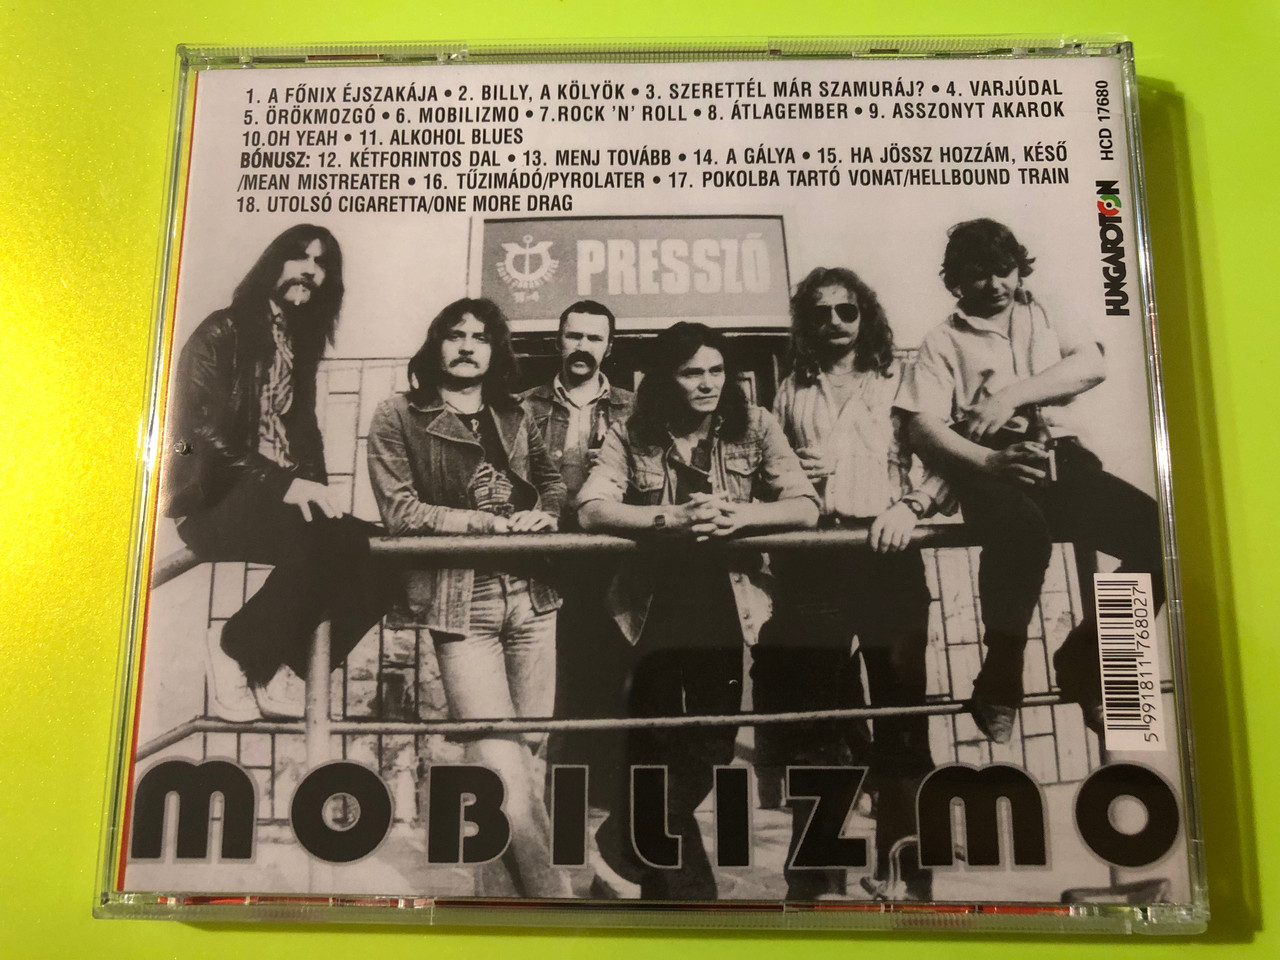 1. A FŐNIX ÉJSZAKÁJA • 2. BILLY, A KÖLYÖK • 3. SZERETTÉL MÁR SZAMURÁJ? • 4. VARJÚDAL
5. ÖRÖKMOZGÓ • 6. MOBILIZMO • 7.ROCK 'N' ROLL • 8. ÁTLAGEMBER • 9. ASSZONYT AKAROK
10.OH YEAH • 11. ALKOHOL BLUES
BÓNUSZ: 12. KÉTFORINTOS DAL • 13. MENJ TOVÁBB • 14. A GÁLYA • 15. HA JÖSSZ HOZZÁM, KÉSŐ
/MEAN MISTREATER • 16. TŰZIMÁDÓ/PYROLATER • 17. POKOLBA TARTÓ VONAT/HELLBOUND TRAIN
18. UTOLSÓ CIGARETTA/ONE MORE DRAG
HCD 17680
HUNGAROTON
PRESSZÓ
5 991811 768027
MOBILIZMO